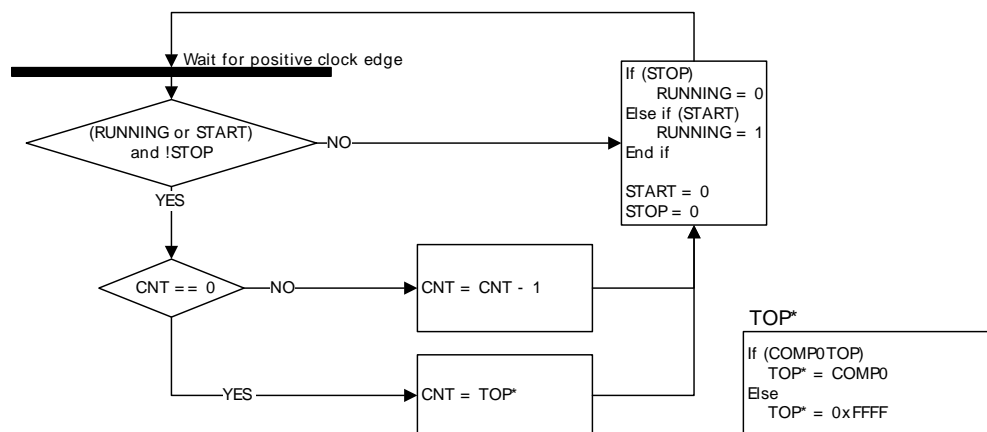 Wait for positive clock edge
If (STOP)
RUNNING = 0
Else if (START)
RUNNING = 1
End if
START = 0
STOP = 0
(RUNNING or START)
and !STOP
NO
YES
CNT == 0
NO
CNT = CNT - 1
YES
CNT = TOP*
TOP*
If (COMP0TOP)
TOP* = COMP0
Else
TOP* = 0xFFFF